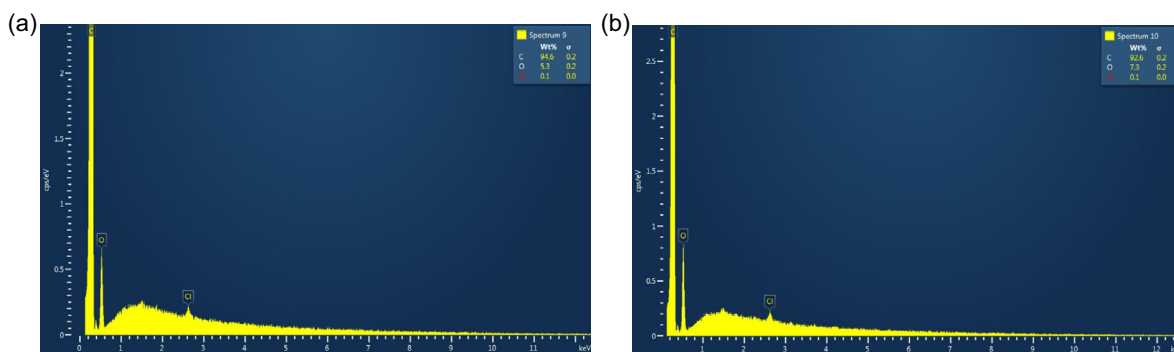 (a)
Spectrum 9
Wt% σ
C 94.6 0.2
O 5.3 0.2
Cl 0.1 0.0
C
2
1.5
1
0.5
0
cps/eV
O
Cl
0 1 2 3 4 5 6 7 8 9 10 11 keV
(b)
Spectrum 10
Wt% σ
C 92.6 0.2
O 7.3 0.2
Cl 0.1 0.0
C
2.5
2
1.5
1
0.5
0
cps/eV
O
Cl
1 2 3 4 5 6 7 8 9 10 11 12